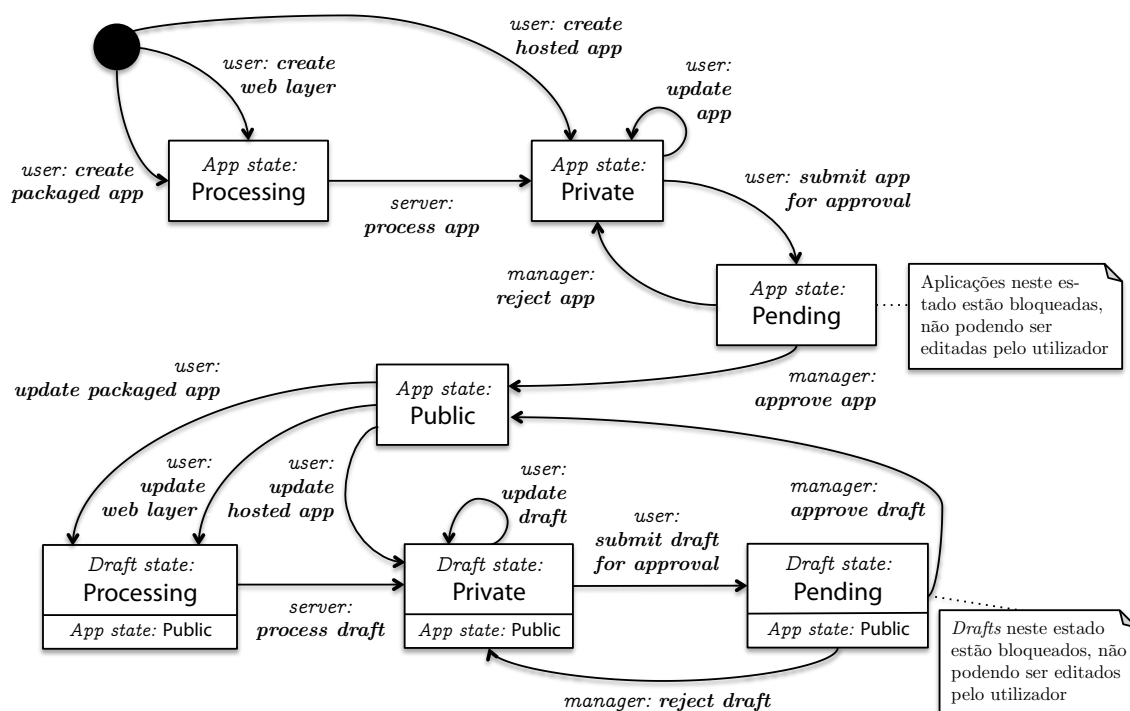 user: create
hosted app
user: create
web layer
user:
update
app
user: create
packaged app
App state:
Processing
server:
process app
App state:
Private
user: submit app
for approval
manager:
reject app
App state:
Pending
Aplicações neste es-
tado estão bloqueadas,
não podendo ser
editadas pelo utilizador
user:
update packaged app
App state:
Public
manager:
approve app
user:
update
web layer
user:
update
hosted app
user:
update
draft
user:
submit draft
for approval
manager:
approve draft
Draft state:
Processing
App state: Public
server:
process draft
Draft state:
Private
App state: Public
Draft state:
Pending
App state: Public
Drafts neste estado
estão bloqueados, não
podendo ser editados
pelo utilizador
manager: reject draft